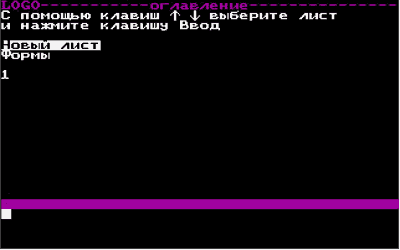 LOGO оглавление
С помощью клавиш ↑ ↓ выберите лист
и нажмите клавишу Ввод
Новый лист
Формы
1